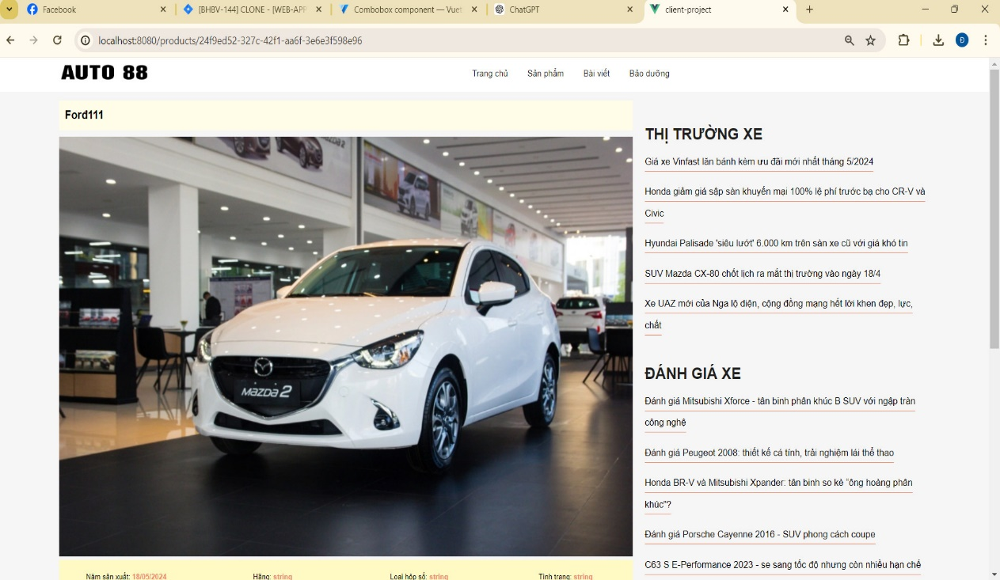 Facebook
[BHBV-144] CLONE - [WEB-APP
Combobox component — Vuet
ChatGPT
client-project
localhost:8080/products/24f9ed52-327c-42f1-aa6f-3e6e3f598e96
Đ
AUTO 88
Trang chủ
Sản phẩm
Bài viết
Bảo dưỡng
Ford111
mazda 2
Năm sản xuất: 18/05/2024
Hãng: string
Loại hộp số: string
Tình trạng: string
THỊ TRƯỜNG XE
Giá xe Vinfast lăn bánh kèm ưu đãi mới nhất tháng 5/2024
Honda giảm giá sập sàn khuyến mại 100% lệ phí trước bạ cho CR-V và
Civic
Hyundai Palisade 'siêu lướt' 6.000 km trên sàn xe cũ với giá khó tin
SUV Mazda CX-80 chốt lịch ra mắt thị trường vào ngày 18/4
Xe UAZ mới của Nga lộ diện, cộng đồng mạng hết lời khen đẹp, lực,
chất
ĐÁNH GIÁ XE
Đánh giá Mitsubishi Xforce - tân binh phân khúc B SUV với ngập tràn
công nghệ
Đánh giá Peugeot 2008: thiết kế cá tính, trải nghiệm lái thể thao
Honda BR-V và Mitsubishi Xpander: tân binh so kè “ông hoàng phân
khúc”?
Đánh giá Porsche Cayenne 2016 - SUV phong cách coupe
C63 S E-Performance 2023 - se sang tốc độ nhưng còn nhiều hạn chế